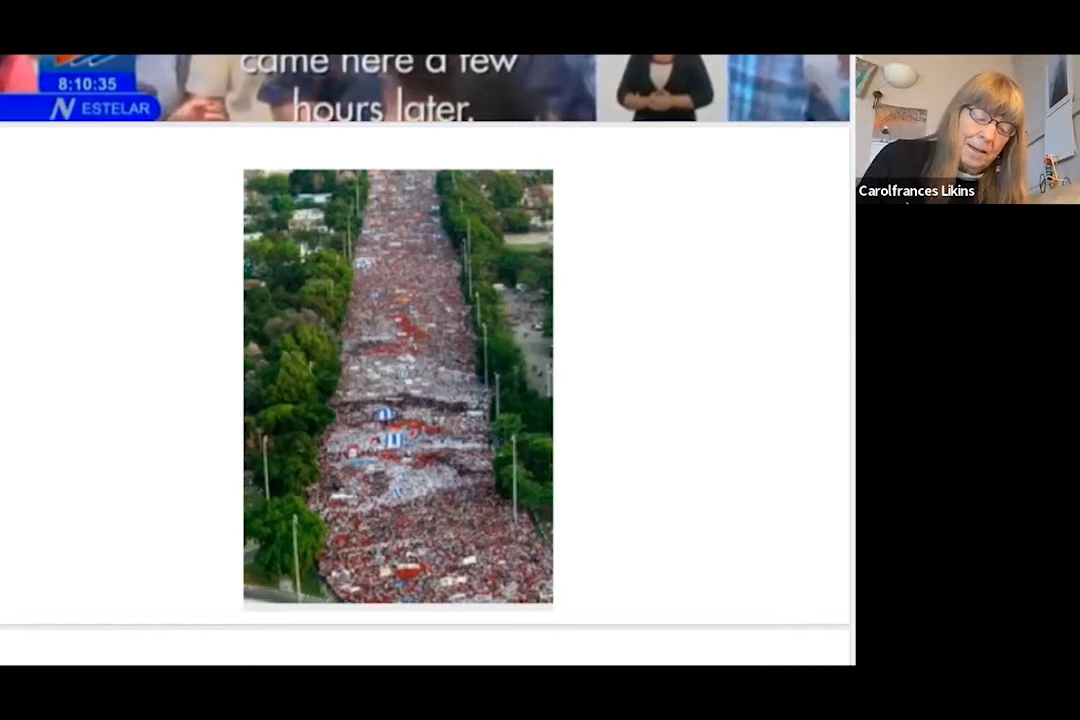 came here a few
8:10:35
N ESTELAR
hours later.
Carolfrances Likins